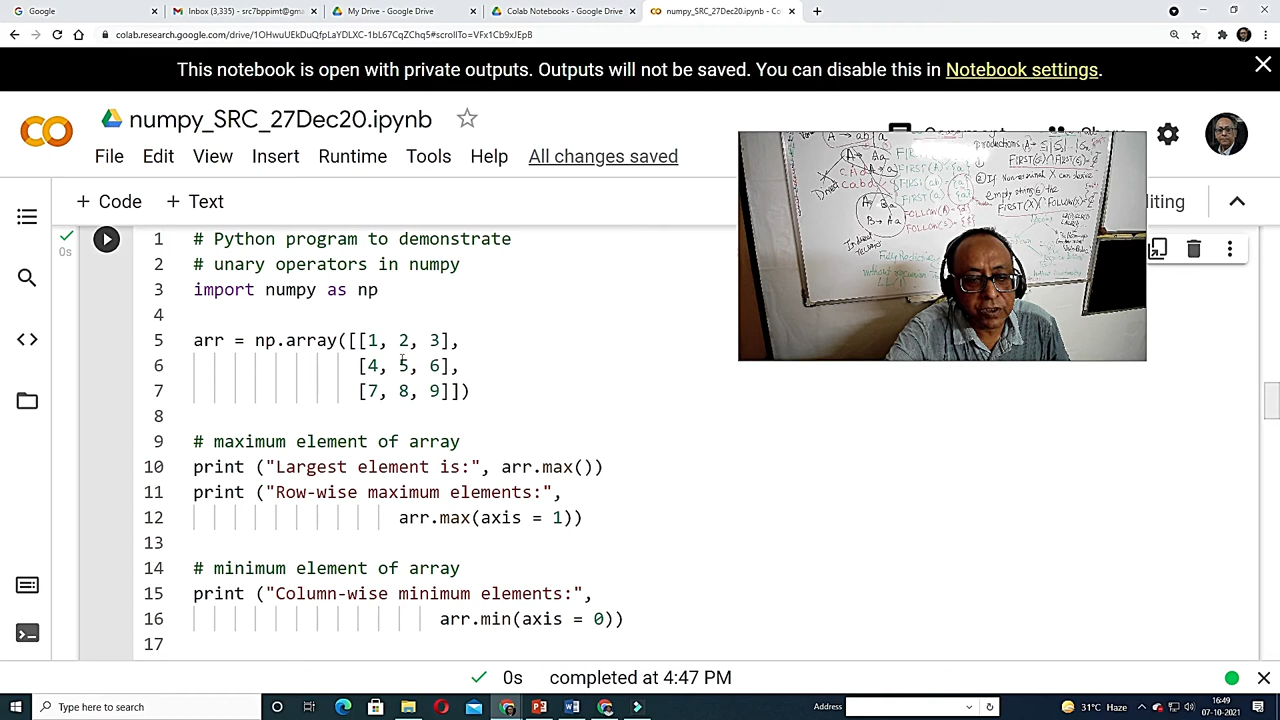 Google
Inbox (3,335) - src7bppimt@gma
My Drive - Google Drive
Colab Notebooks - Google Drive
numpy_SRC_27Dec20.ipynb - Co
colab.research.google.com/drive/1OHwuUEkDuQfpLaYDLXC-1bL67CqZChq5#scrollTo=VFx1Cb9xJEpB
This notebook is open with private outputs. Outputs will not be saved. You can disable this in Notebook settings.
numpy_SRC_27Dec20.ipynb
File Edit View Insert Runtime Tools Help All changes saved
+ Code + Text
0s
1 # Python program to demonstrate
2 # unary operators in numpy
3 import numpy as np
4
5 arr = np.array([[1, 2, 3],
6 [4, 5, 6],
7 [7, 8, 9]])
8
9 # maximum element of array
10 print ("Largest element is:", arr.max())
11 print ("Row-wise maximum elements:",
12 arr.max(axis = 1))
13
14 # minimum element of array
15 print ("Column-wise minimum elements:",
16 arr.min(axis = 0))
17
0s completed at 4:47 PM
Type here to search
Address
31°C Haze
16:49
07-10-2021